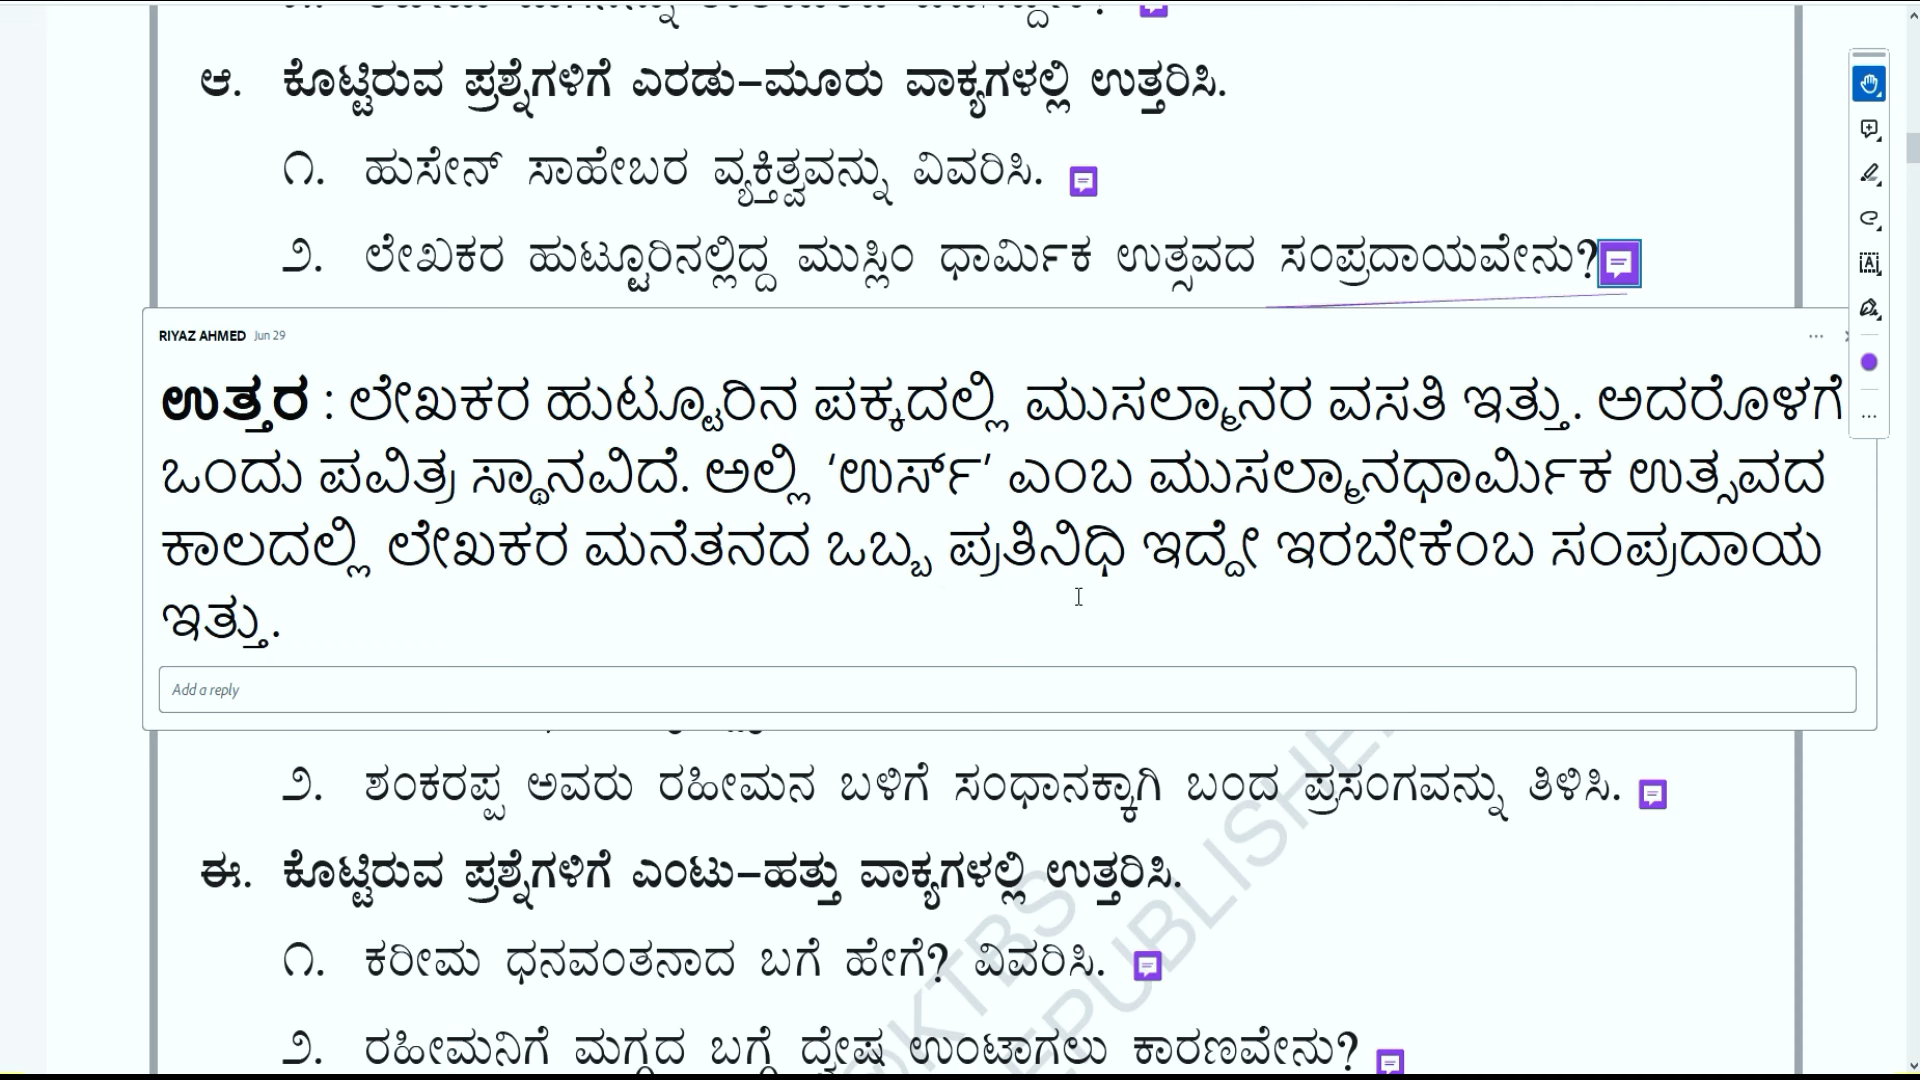 ಆ. ಕೊಟ್ಟಿರುವ ಪ್ರಶ್ನೆಗಳಿಗೆ ಎರಡು–ಮೂರು ವಾಕ್ಯಗಳಲ್ಲಿ ಉತ್ತರಿಸಿ.
೧. ಹುಸೇನ್ ಸಾಹೇಬರ ವ್ಯಕ್ತಿತ್ವವನ್ನು ವಿವರಿಸಿ.
೨. ಲೇಖಕರ ಹುಟ್ಟೂರಿನಲ್ಲಿದ್ದ ಮುಸ್ಲಿಂ ಧಾರ್ಮಿಕ ಉತ್ಸವದ ಸಂಪ್ರದಾಯವೇನು?
RIYAZ AHMED Jun 29
ಉತ್ತರ : ಲೇಖಕರ ಹುಟ್ಟೂರಿನ ಪಕ್ಕದಲ್ಲಿ ಮುಸಲ್ಮಾನರ ವಸತಿ ಇತ್ತು. ಅದರೊಳಗೆ
ಒಂದು ಪವಿತ್ರ ಸ್ಥಾನವಿದೆ. ಅಲ್ಲಿ ‘ಉರ್ಸ್’ ಎಂಬ ಮುಸಲ್ಮಾನಧಾರ್ಮಿಕ ಉತ್ಸವದ
ಕಾಲದಲ್ಲಿ ಲೇಖಕರ ಮನೆತನದ ಒಬ್ಬ ಪ್ರತಿನಿಧಿ ಇದ್ದೇ ಇರಬೇಕೆಂಬ ಸಂಪ್ರದಾಯ
ಇತ್ತು.
Add a reply
೨. ಶಂಕರಪ್ಪ ಅವರು ರಹೀಮನ ಬಳಿಗೆ ಸಂಧಾನಕ್ಕಾಗಿ ಬಂದ ಪ್ರಸಂಗವನ್ನು ತಿಳಿಸಿ.
ಈ. ಕೊಟ್ಟಿರುವ ಪ್ರಶ್ನೆಗಳಿಗೆ ಎಂಟು–ಹತ್ತು ವಾಕ್ಯಗಳಲ್ಲಿ ಉತ್ತರಿಸಿ.
೧. ಕರೀಮ ಧನವಂತನಾದ ಬಗೆ ಹೇಗೆ? ವಿವರಿಸಿ.
೨. ರಹೀಮನಿಗೆ ಮಗ್ಗದ ಬಗ್ಗೆ ದ್ವೇಷ ಉಂಟಾಗಲು ಕಾರಣವೇನು?